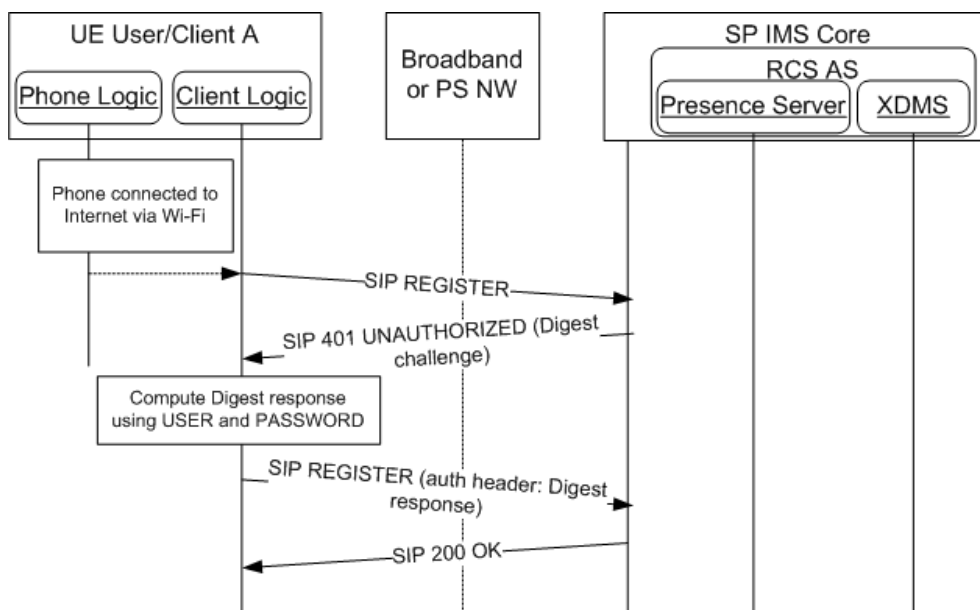 UE User/Client A
Phone Logic
Client Logic
Broadband
or PS NW
SP IMS Core
RCS AS
Presence Server
XDMS
Phone connected to
Internet via Wi-Fi
SIP REGISTER
SIP 401 UNAUTHORIZED (Digest
challenge)
Compute Digest response
using USER and PASSWORD
SIP REGISTER (auth header: Digest
response)
SIP 200 OK